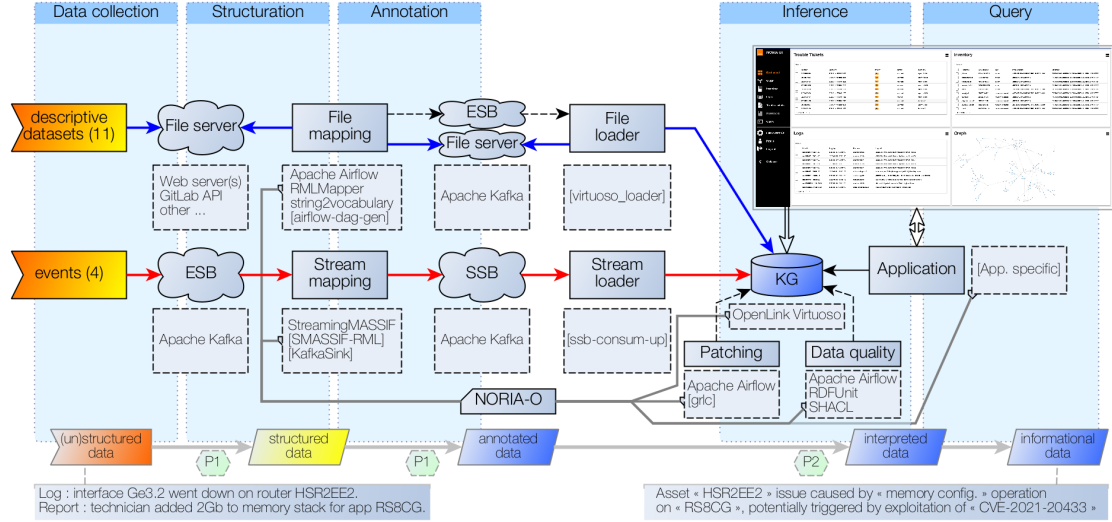 Data collection
Structuration
Annotation
Inference
Query
descriptive
datasets (11)
File server
File
mapping
ESB
File server
File
loader
Web server(s)
GitLab API
other ...
Apache Airflow
RMLMapper
string2vocabulary
[airflow-dag-gen]
Apache Kafka
[virtuoso_loader]
Trouble Tickets
Inventory
Logs
Graph
events (4)
ESB
Stream
mapping
SSB
Stream
loader
KG
Application
[App. specific]
Apache Kafka
StreamingMASSIF
[SMASSIF-RML]
[KafkaSink]
Apache Kafka
[ssb-consum-up]
OpenLink Virtuoso
Patching
Data quality
Apache Airflow
[grlc]
Apache Airflow
RDFUnit
SHACL
NORIA-O
(un)structured
data
P1
structured
data
P1
annotated
data
P2
interpreted
data
informational
data
Log : interface Ge3.2 went down on router HSR2EE2.
Report : technician added 2Gb to memory stack for app RS8CG.
Asset « HSR2EE2 » issue caused by « memory config. » operation
on « RS8CG », potentially triggered by exploitation of « CVE-2021-20433 »